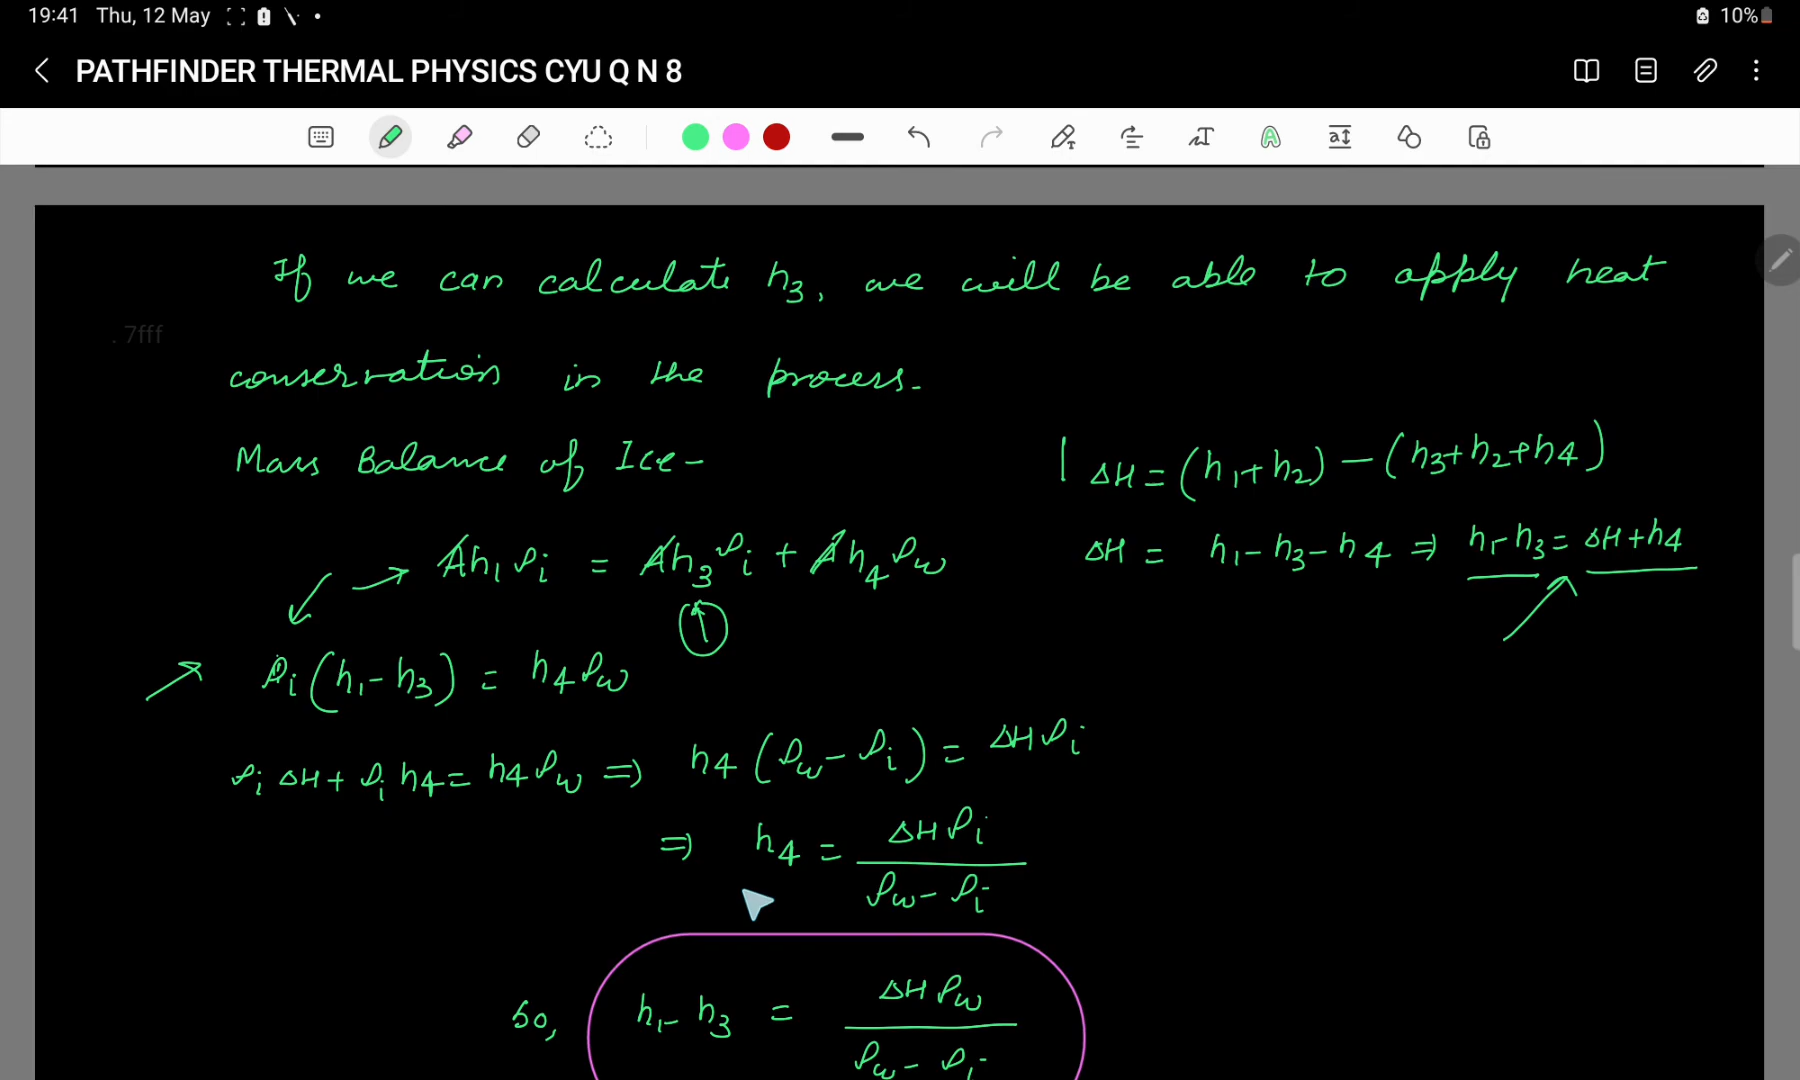 19:41 Thu, 12 May
10%
PATHFINDER THERMAL PHYSICS CYU Q N 8
If we can calculate h₃, we will be able to apply heat
. 7fff
conservation in the process.
Mass Balance of Ice-
| ΔH = (h₁+h₂) - (h₃+h₂+h₄)
ΔH = h₁-h₃-h₄ ⇒ h₁-h₃ = ΔH+h₄
→ Ah₁ρi = Ah₃ρi + Ah₄ρw
ρi(h₁-h₃) = h₄ρw
ρi ΔH + ρi h₄ = h₄ρw ⇒ h₄(ρw-ρi) = ΔHρi
⇒ h₄ = ΔHρi / ρw-ρi
So, h₁-h₃ = ΔHρw / ρw-ρi